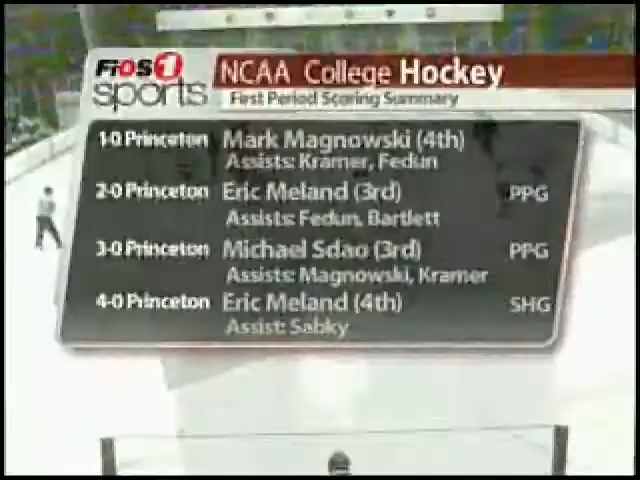 FiOS 1 sports
NCAA College Hockey
First Period Scoring Summary
1-0 Princeton Mark Magnowski (4th)
Assists: Kramer, Fedun
2-0 Princeton Eric Meland (3rd) PPG
Assists: Fedun, Bartlett
3-0 Princeton Michael Sdao (3rd) PPG
Assists: Magnowski, Kramer
4-0 Princeton Eric Meland (4th) SHG
Assist: Sabky